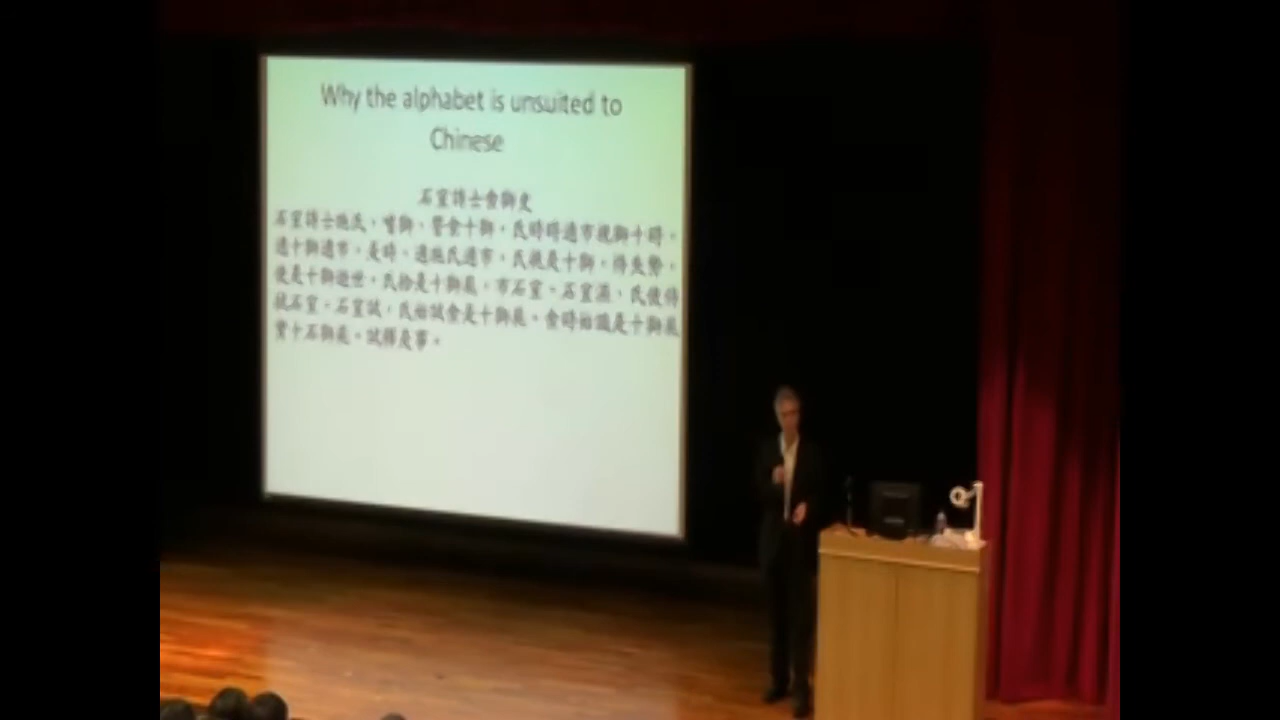 Why the alphabet is unsuited to
Chinese
石室詩士食獅史
石室詩士施氏，嗜獅，誓食十獅。氏時時適市視獅十時，
適十獅適市。是時，適施氏適市。氏視是十獅，恃矢勢，
使是十獅逝世。氏拾是十獅屍，石室。石室濕，氏使侍
拭石室。石室，氏始試食是十獅屍。食時始識是十獅屍
實十石獅屍。試釋是事。